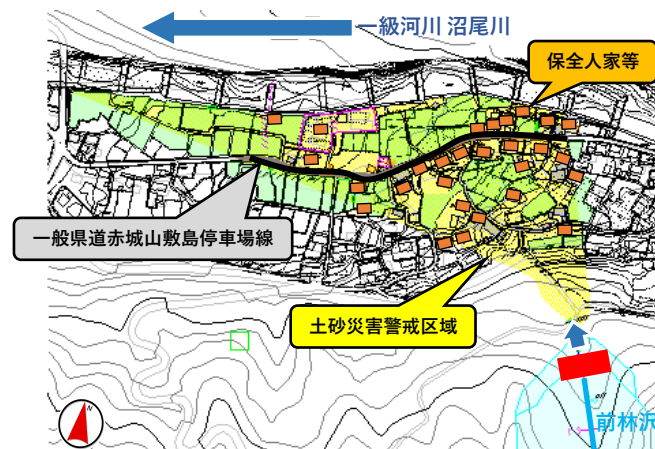 一級河川 沼尾川
保全人家等
一般県道赤城山敷島停車場線
土砂災害警戒区域
前林沢
N